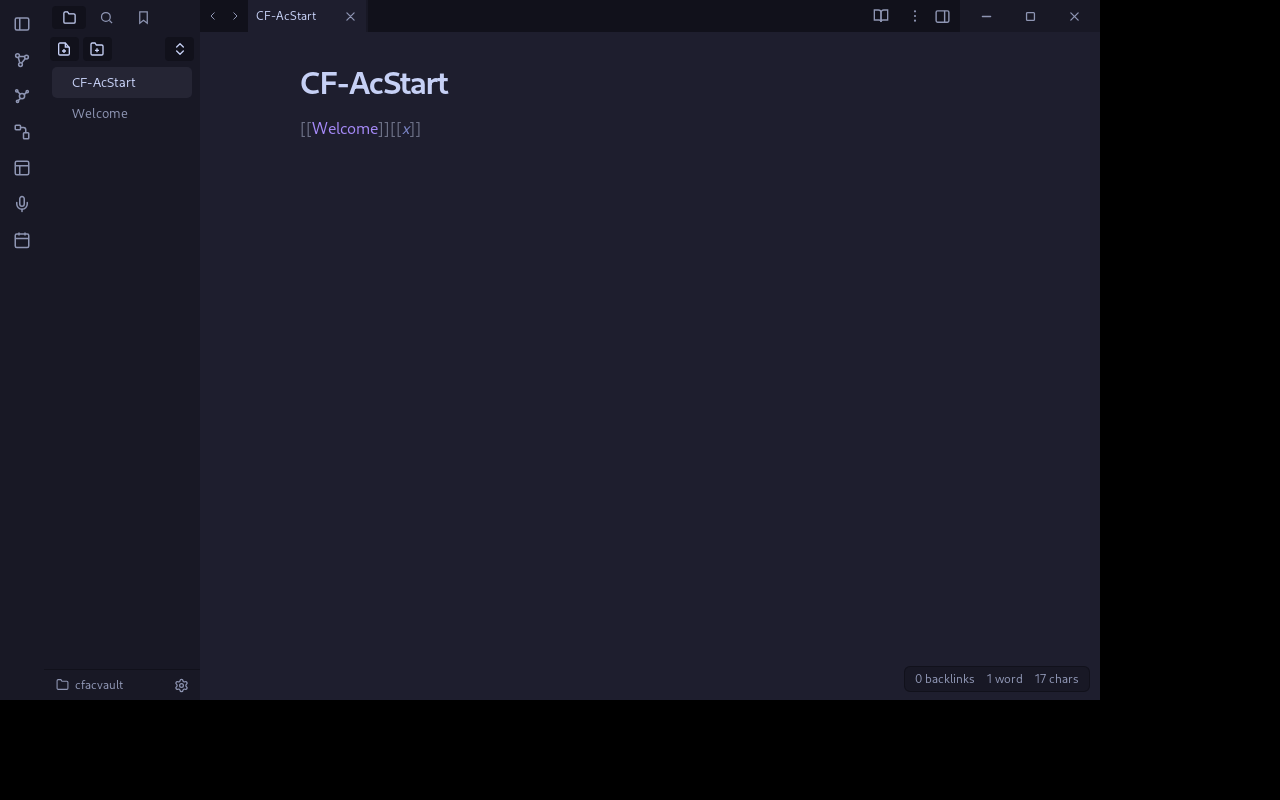 CF-AcStart
CF-AcStart
Welcome
CF-AcStart
[[Welcome]][[x]]
cfacvault
0 backlinks 1 word 17 chars